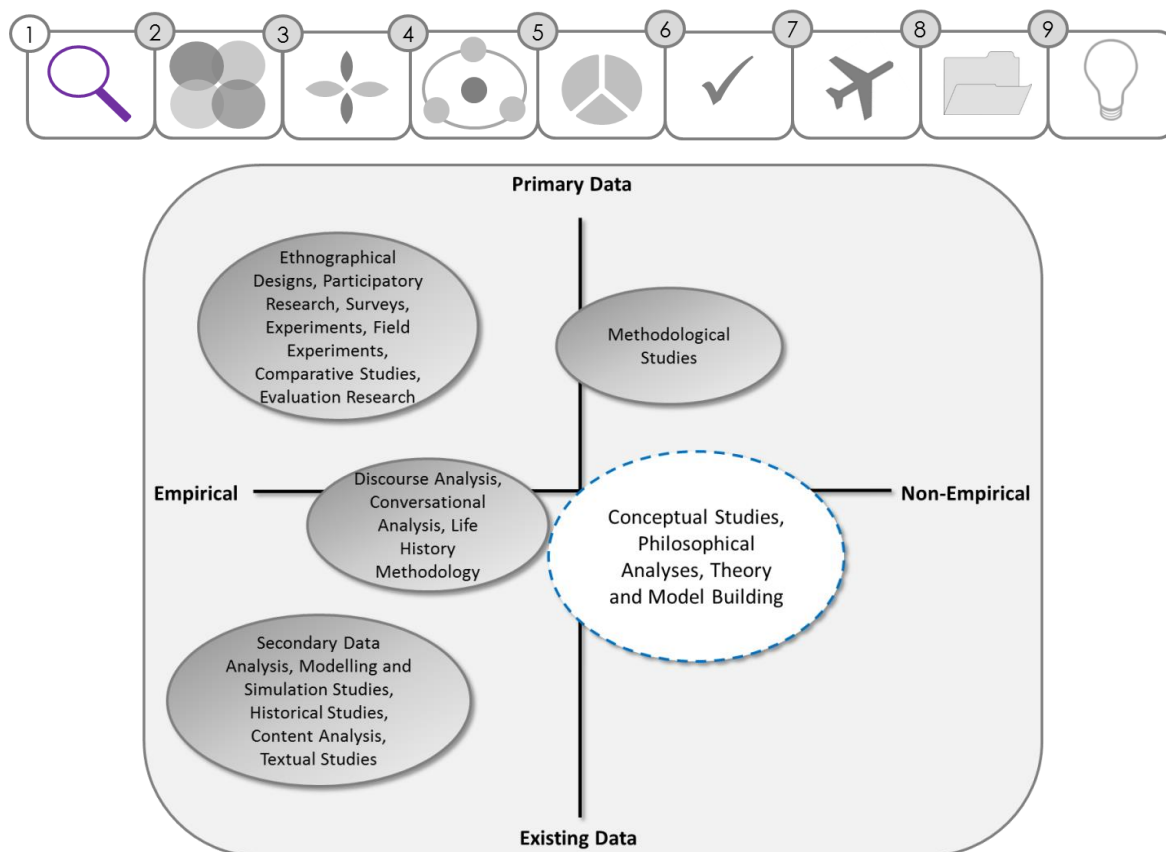 1 2 3 4 5 6 7 8 9
Primary Data
Ethnographical
Designs, Participatory
Research, Surveys,
Experiments, Field
Experiments,
Comparative Studies,
Evaluation Research
Methodological
Studies
Empirical
Discourse Analysis,
Conversational
Analysis, Life
History
Methodology
Non-Empirical
Conceptual Studies,
Philosophical
Analyses, Theory
and Model Building
Secondary Data
Analysis, Modelling and
Simulation Studies,
Historical Studies,
Content Analysis,
Textual Studies
Existing Data